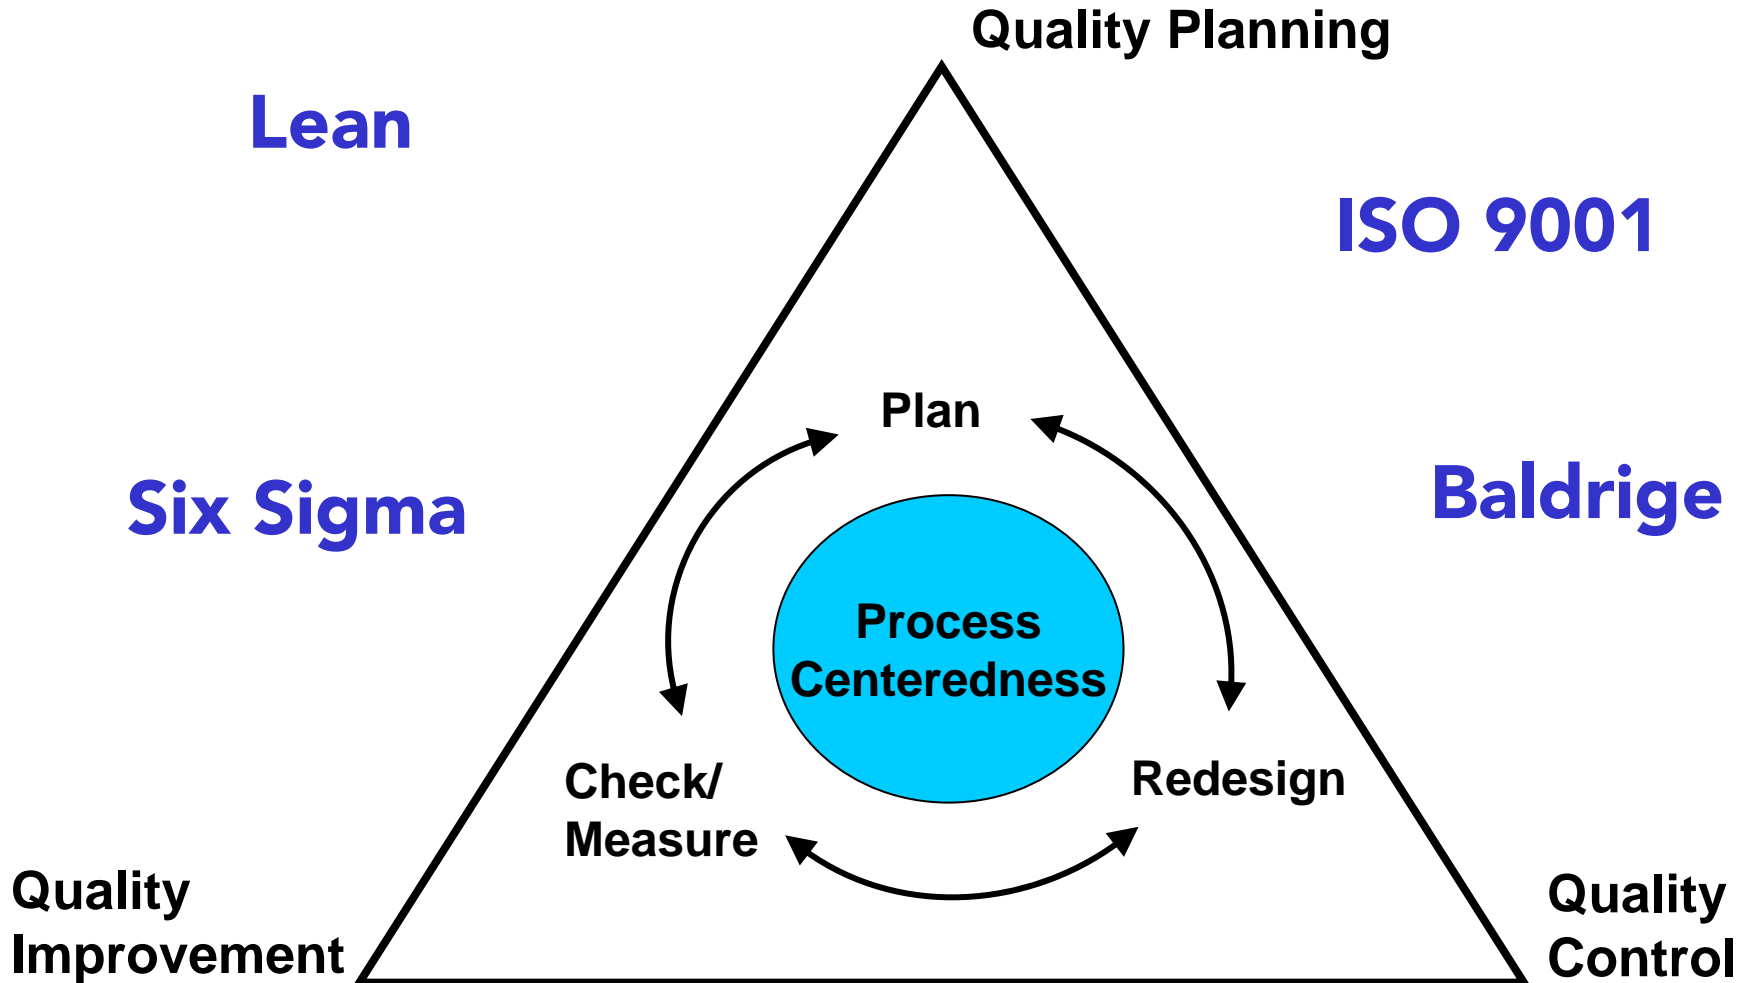 Quality Planning
Lean
ISO 9001
Plan
Six Sigma
Baldrige
Process
Centeredness
Check/
Measure
Redesign
Quality
Improvement
Quality
Control